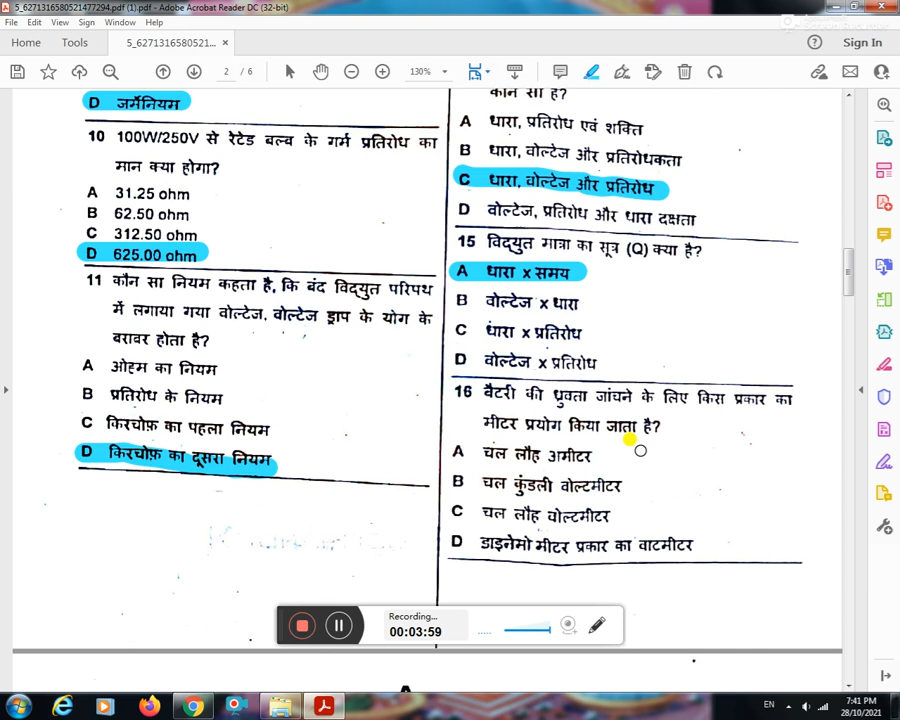 5_6271316580521477294.pdf (1).pdf - Adobe Acrobat Reader DC (32-bit)
File Edit View Sign Window Help
Home Tools 5_6271316580521... × Sign In
2 / 6 130%
D जर्मेनियम
10 100W/250V से रेटेड बल्ब के गर्म प्रतिरोध का
मान क्या होगा?
A 31.25 ohm
B 62.50 ohm
C 312.50 ohm
D 625.00 ohm
11 कौन सा नियम कहता है, कि बंद विद्युत परिपथ
में लगाया गया वोल्टेज, वोल्टेज ड्राप के योग के
बराबर होता है?
A ओहम का नियम
B प्रतिरोध के नियम
C किरचोफ़ का पहला नियम
D किरचोफ़ का दूसरा नियम
कौन सा है?
A धारा, प्रतिरोध एवं शक्ति
B धारा, वोल्टेज और प्रतिरोधकता
C धारा, वोल्टेज और प्रतिरोध
D वोल्टेज, प्रतिरोध और धारा दक्षता
15 विद्युत मात्रा का सूत्र (Q) क्या है?
A धारा x समय
B वोल्टेज x धारा
C धारा x प्रतिरोध
D वोल्टेज x प्रतिरोध
16 बैटरी की ध्रुवता जांचने के लिए किस प्रकार का
मीटर प्रयोग किया जाता है?
A चल लौह अमीटर
B चल कुंडली वोल्टमीटर
C चल लौह वोल्टमीटर
D डाइनेमो मीटर प्रकार का वाटमीटर
Recording...
00:03:59
A
EN 7:41 PM
28/10/2021